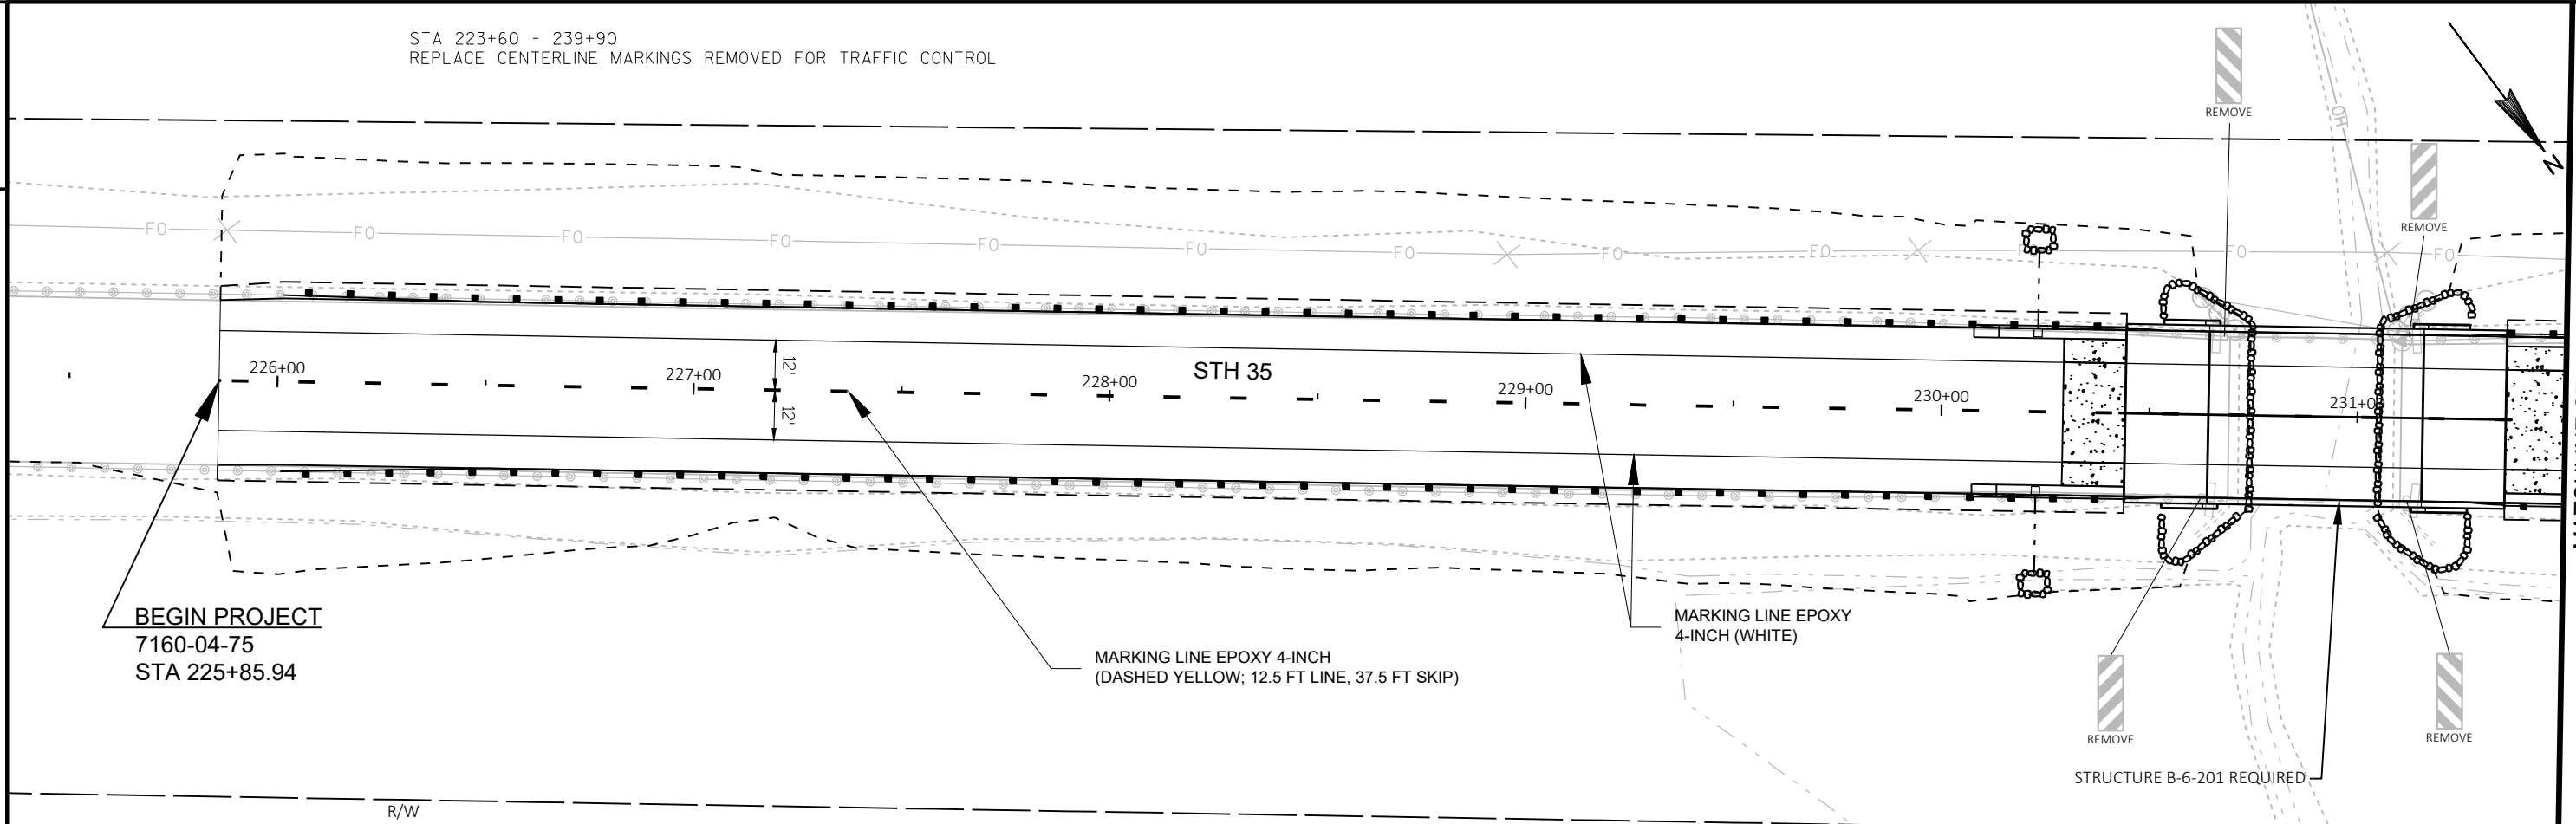 STA 223+60 - 239+90
REPLACE CENTERLINE MARKINGS REMOVED FOR TRAFFIC CONTROL
REMOVE
REMOVE
OH
N
FO FO FO FO FO FO FO FO FO FO FO
226+00
227+00
228+00
229+00
230+00
12'
12'
STH 35
BEGIN PROJECT
7160-04-75
STA 225+85.94
MARKING LINE EPOXY 4-INCH
(DASHED YELLOW; 12.5 FT LINE, 37.5 FT SKIP)
MARKING LINE EPOXY
4-INCH (WHITE)
REMOVE
REMOVE
STRUCTURE B-6-201 REQUIRED
R/W